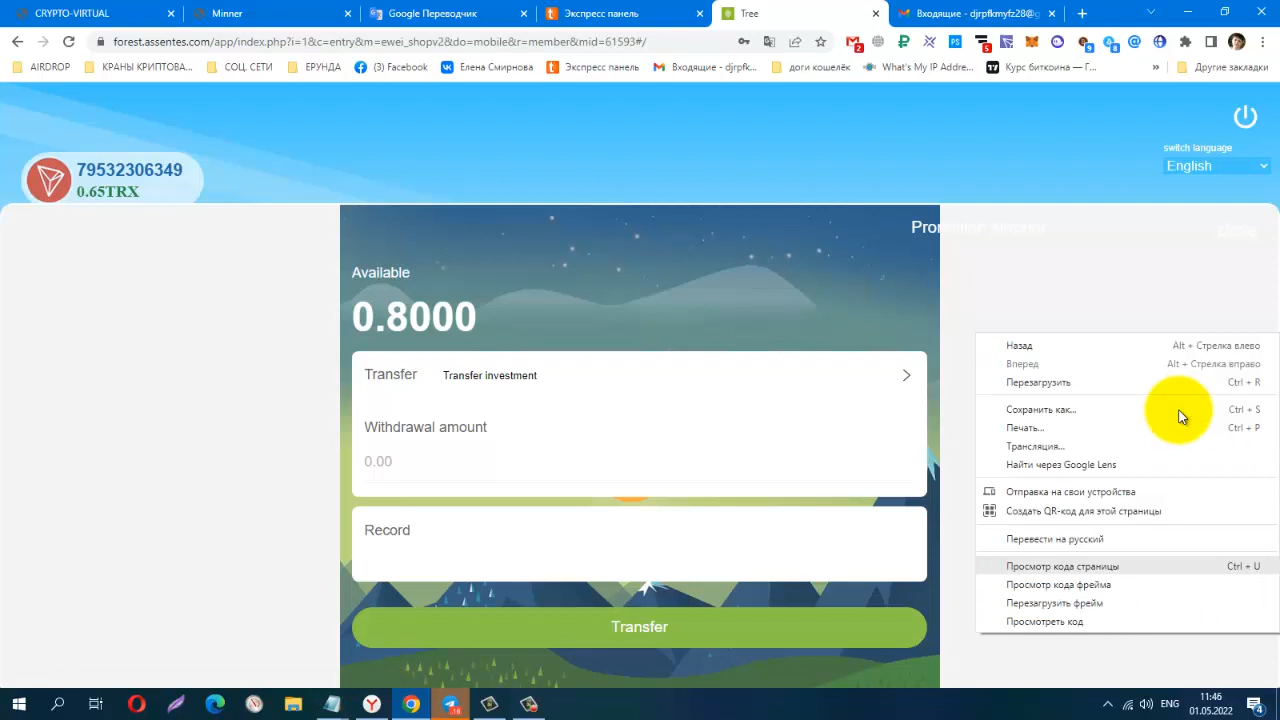 CRYPTO-VIRTUAL
Minner
Google Переводчик
Экспресс панель
Tree
Входящие - djrpfkmyfz28@g
forest.assentes.com/app/index.php?i=1&c=entry&m=ewei_shopv2&do=mobile&r=member&mid=61593#/
AIRDROP
КРАНЫ КРИПТОВА...
СОЦ. СЕТИ
ЕРУНДА
(3) Facebook
Елена Смирнова
Экспресс панель
Входящие - djrpfk...
доги кошелёк
What's My IP Addre...
Курс биткоина — Г...
»
Другие закладки
switch language
English
79532306349
0.65TRX
close
Available
0.8000
Transfer
Transfer investment
Withdrawal amount
0.00
Record
Transfer
Назад Alt + Стрелка влево
Вперед Alt + Стрелка вправо
Перезагрузить Ctrl + R
Сохранить как... Ctrl + S
Печать... Ctrl + P
Трансляция...
Найти через Google Lens
Отправка на свои устройства
Создать QR-код для этой страницы
Перевести на русский
Просмотр кода страницы Ctrl + U
Просмотр кода фрейма
Перезагрузить фрейм
Просмотреть код
ENG
11:46
01.05.2022